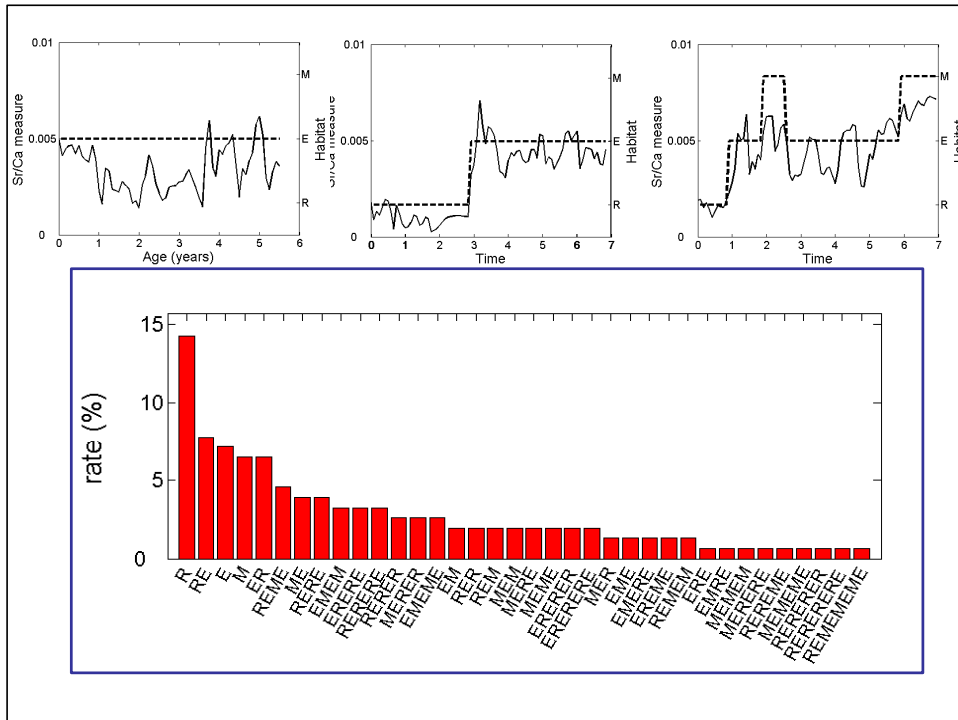 0.01
0.005
0
Sr/Ca measure
M
E
R
Habitat
0 1 2 3 4 5 6
Age (years)
0.01
0.005
0
Sr/Ca measure
M
E
R
Habitat
0 1 2 3 4 5 6 7
Time
0.01
0.005
0
Sr/Ca measure
M
E
R
Habitat
0 1 2 3 4 5 6 7
Time
15
10
5
0
rate (%)
R
RE
E
M
ER
REME
ME
RERE
EMEM
ERERE
RERERE
RERER
MERER
EMEME
EM
RER
REM
MEM
MERE
MEME
ERERER
ERERERE
MER
EME
EMERE
EREME
REMEM
ERE
EMRE
MEMEM
MERERE
REREME
MEMEME
RERERER
RERERERE
REMEMEME